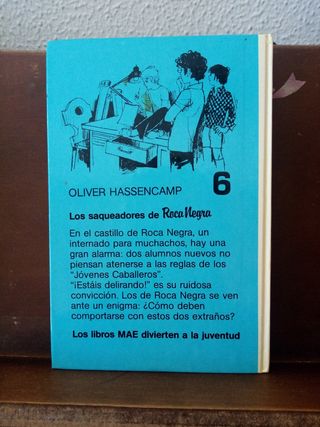 OLIVER HASSENCAMP 6
Los saqueadores de Roca Negra
En el castillo de Roca Negra, un
internado para muchachos, hay una
gran alarma: dos alumnos nuevos no
piensan atenerse a las reglas de los
"Jóvenes Caballeros".
"¡Estáis delirando!" es su ruidosa
convicción. Los de Roca Negra se ven
ante un enigma: ¿Cómo deben
comportarse con estos dos extraños?
Los libros MAE divierten a la juventud